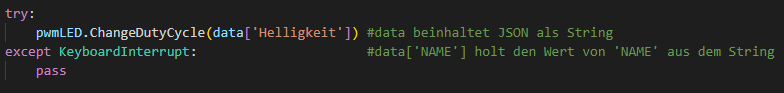 try:
    pwmLED.ChangeDutyCycle(data['Helligkeit']) #data beinhaltet JSON als String
except KeyboardInterrupt:                     #data['NAME'] holt den Wert von 'NAME' aus dem String
    pass